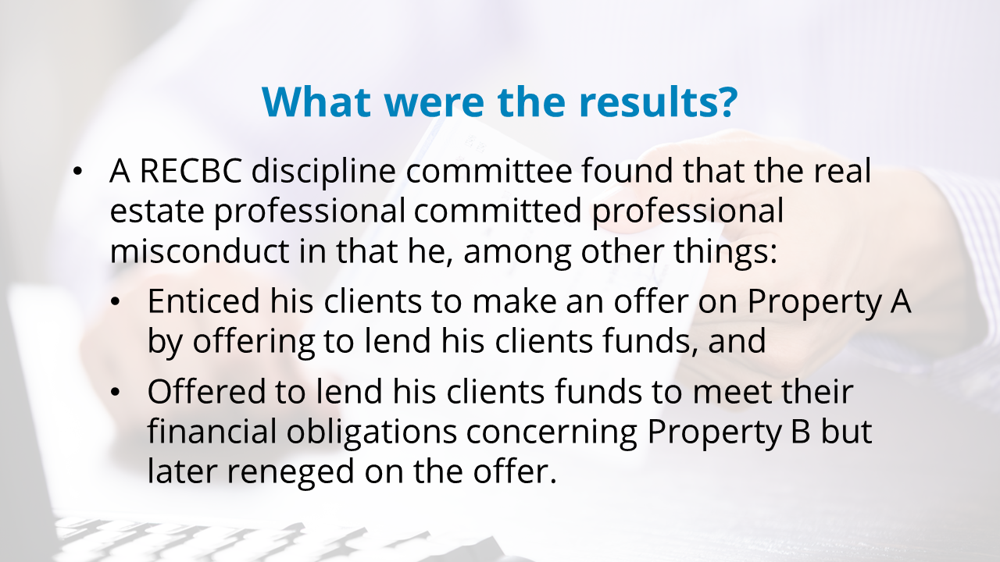 What were the results?
• A RECBC discipline committee found that the real
estate professional committed professional
misconduct in that he, among other things:
• Enticed his clients to make an offer on Property A
by offering to lend his clients funds, and
• Offered to lend his clients funds to meet their
financial obligations concerning Property B but
later reneged on the offer.